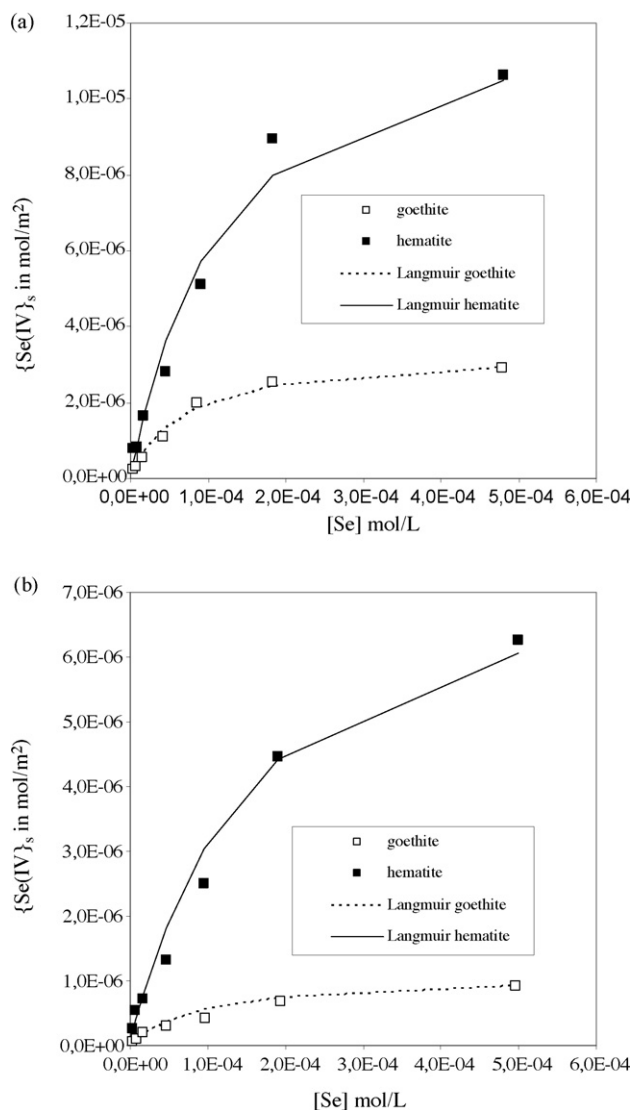 (a)
1,2E-05
1,0E-05
8,0E-06
6,0E-06
4,0E-06
2,0E-06
0,0E+00
{Se(IV)}s in mol/m²)
goethite
hematite
Langmuir goethite
Langmuir hematite
0,0E+00 1,0E-04 2,0E-04 3,0E-04 4,0E-04 5,0E-04 6,0E-04
[Se] mol/L
(b)
7,0E-06
6,0E-06
5,0E-06
4,0E-06
3,0E-06
2,0E-06
1,0E-06
0,0E+00
{Se(IV)}s in mol/m²)
goethite
hematite
Langmuir goethite
Langmuir hematite
0,0E+00 1,0E-04 2,0E-04 3,0E-04 4,0E-04 5,0E-04 6,0E-04
[Se] mol/L